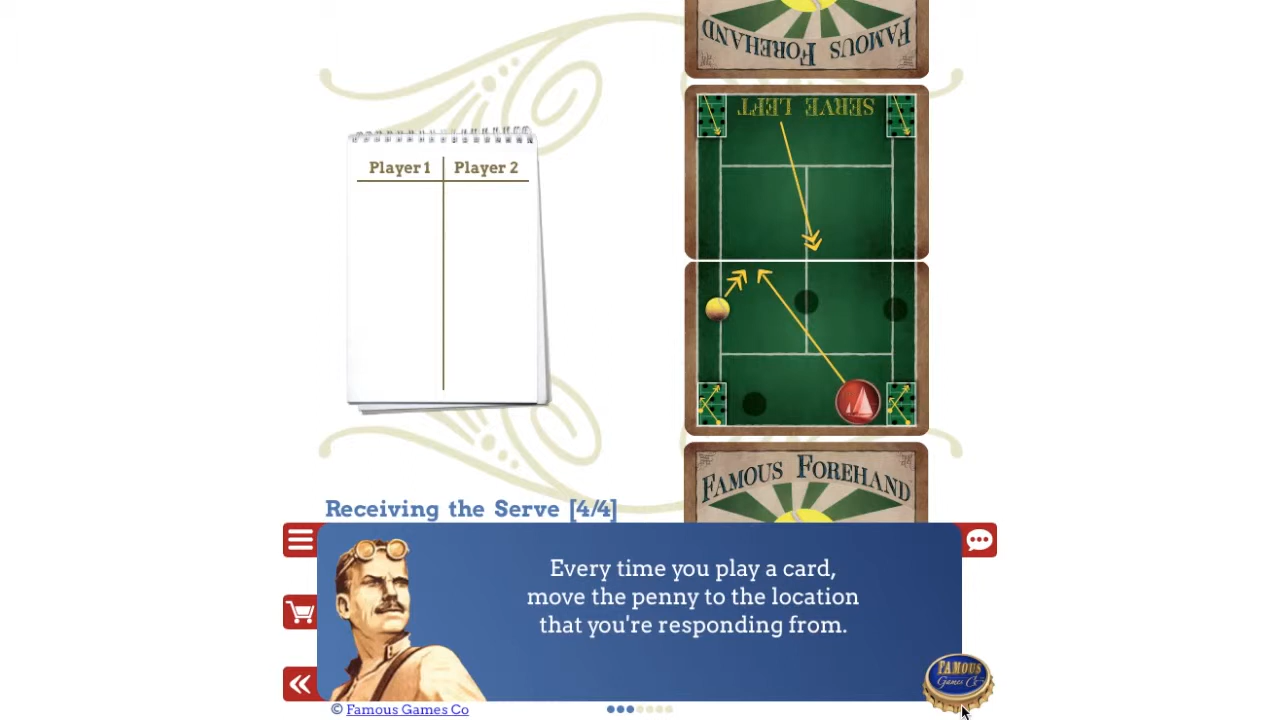 FAMOUS FOREHAND
SERVE LEFT
Player 1 Player 2
FAMOUS FOREHAND
Receiving the Serve [4/4]
Every time you play a card,
move the penny to the location
that you're responding from.
FAMOUS
Games Co
© Famous Games Co